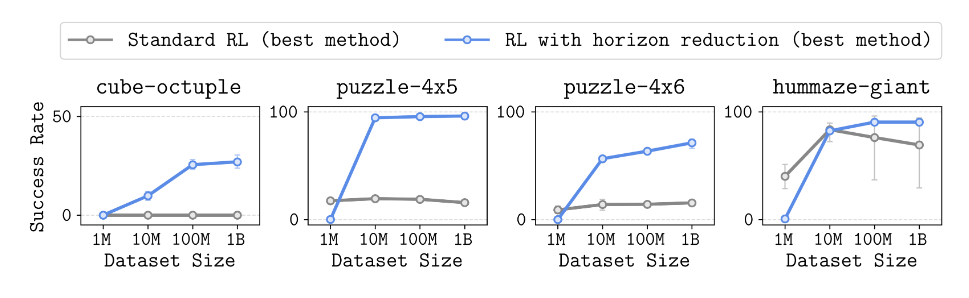 Standard RL (best method) RL with horizon reduction (best method)
cube-octuple puzzle-4x5 puzzle-4x6 hummaze-giant
Success Rate
50 100 100 100
0 0 0 0
1M 10M 100M 1B 1M 10M 100M 1B 1M 10M 100M 1B 1M 10M 100M 1B
Dataset Size Dataset Size Dataset Size Dataset Size